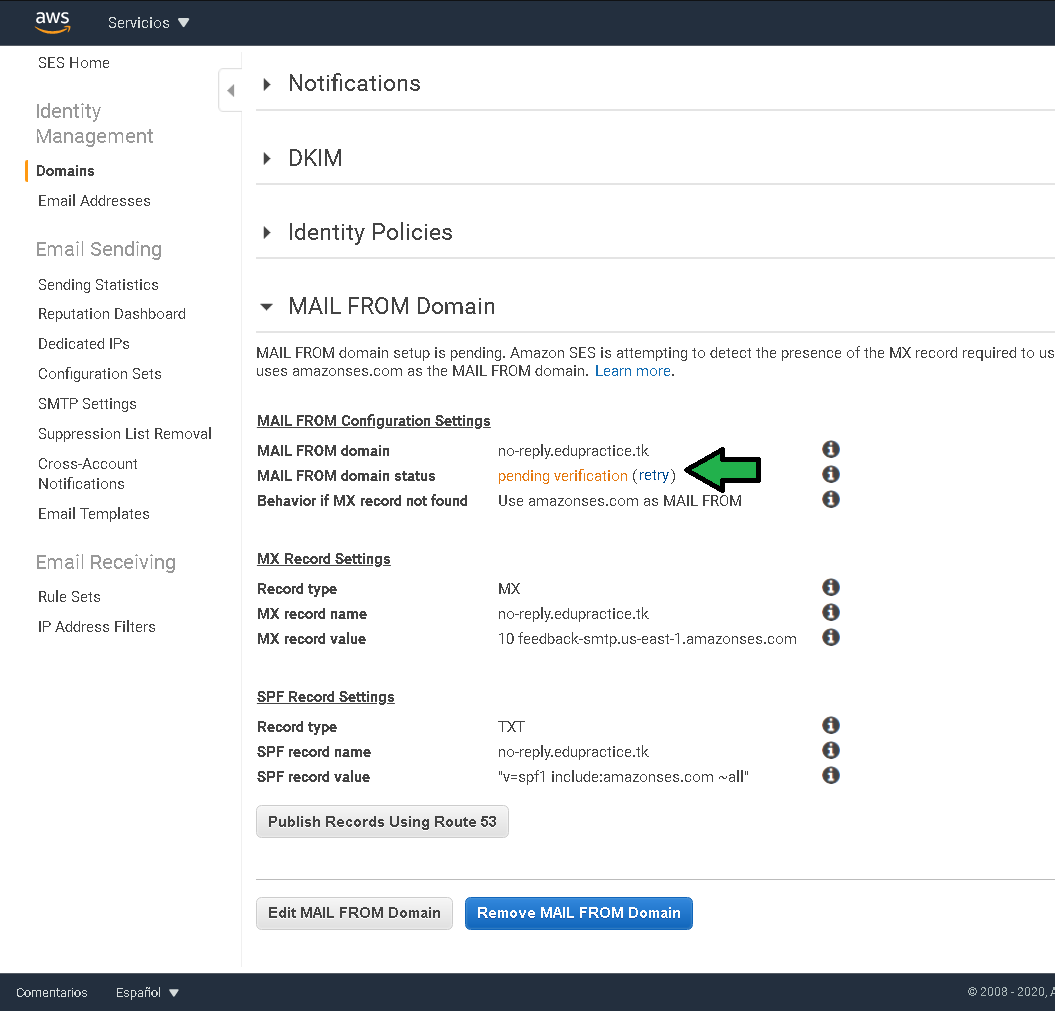 aws
Servicios
SES Home
Identity
Management
Domains
Email Addresses
Email Sending
Sending Statistics
Reputation Dashboard
Dedicated IPs
Configuration Sets
SMTP Settings
Suppression List Removal
Cross-Account
Notifications
Email Templates
Email Receiving
Rule Sets
IP Address Filters
Notifications
DKIM
Identity Policies
MAIL FROM Domain
MAIL FROM domain setup is pending. Amazon SES is attempting to detect the presence of the MX record required to us
uses amazonses.com as the MAIL FROM domain. Learn more.
MAIL FROM Configuration Settings
MAIL FROM domain no-reply.edupractice.tk
MAIL FROM domain status pending verification (retry)
Behavior if MX record not found Use amazonses.com as MAIL FROM
MX Record Settings
Record type MX
MX record name no-reply.edupractice.tk
MX record value 10 feedback-smtp.us-east-1.amazonses.com
SPF Record Settings
Record type TXT
SPF record name no-reply.edupractice.tk
SPF record value "v=spf1 include:amazonses.com ~all"
Publish Records Using Route 53
Edit MAIL FROM Domain Remove MAIL FROM Domain
Comentarios Español © 2008 - 2020, A